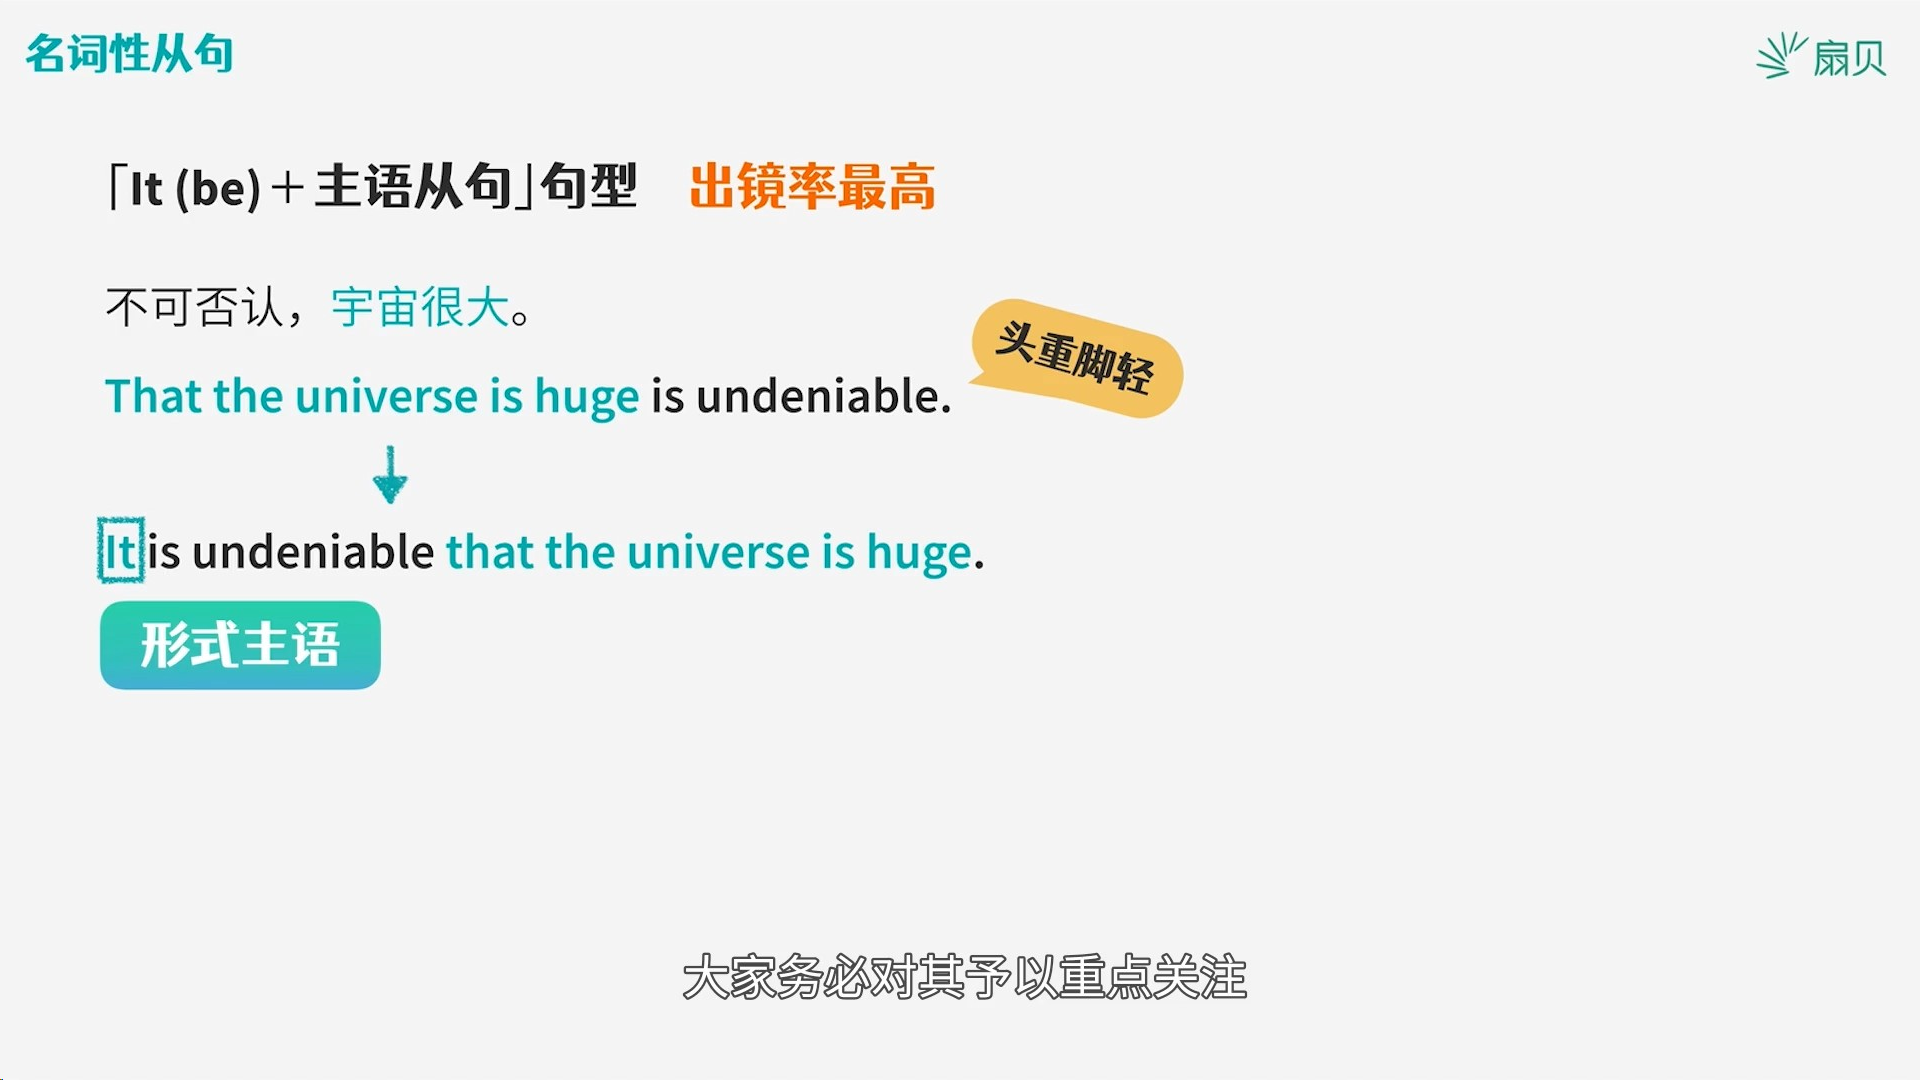 名词性从句
扇贝
「It (be)＋主语从句」句型 出镜率最高
不可否认，宇宙很大。
头重脚轻
That the universe is huge is undeniable.
It is undeniable that the universe is huge.
形式主语
大家务必对其予以重点关注